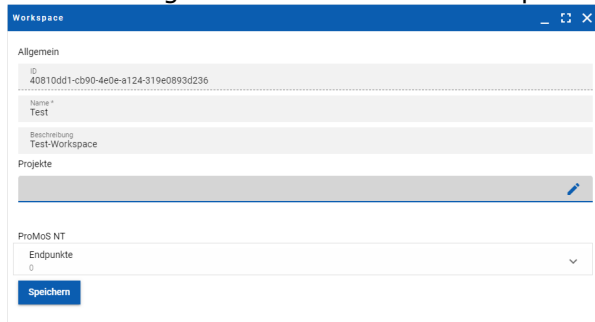 Workspace
Allgemein
ID
40810dd1-cb90-4e0e-a124-319e0893d236
Name *
Test
Beschreibung
Test-Workspace
Projekte
ProMoS NT
Endpunkte
0
Speichern